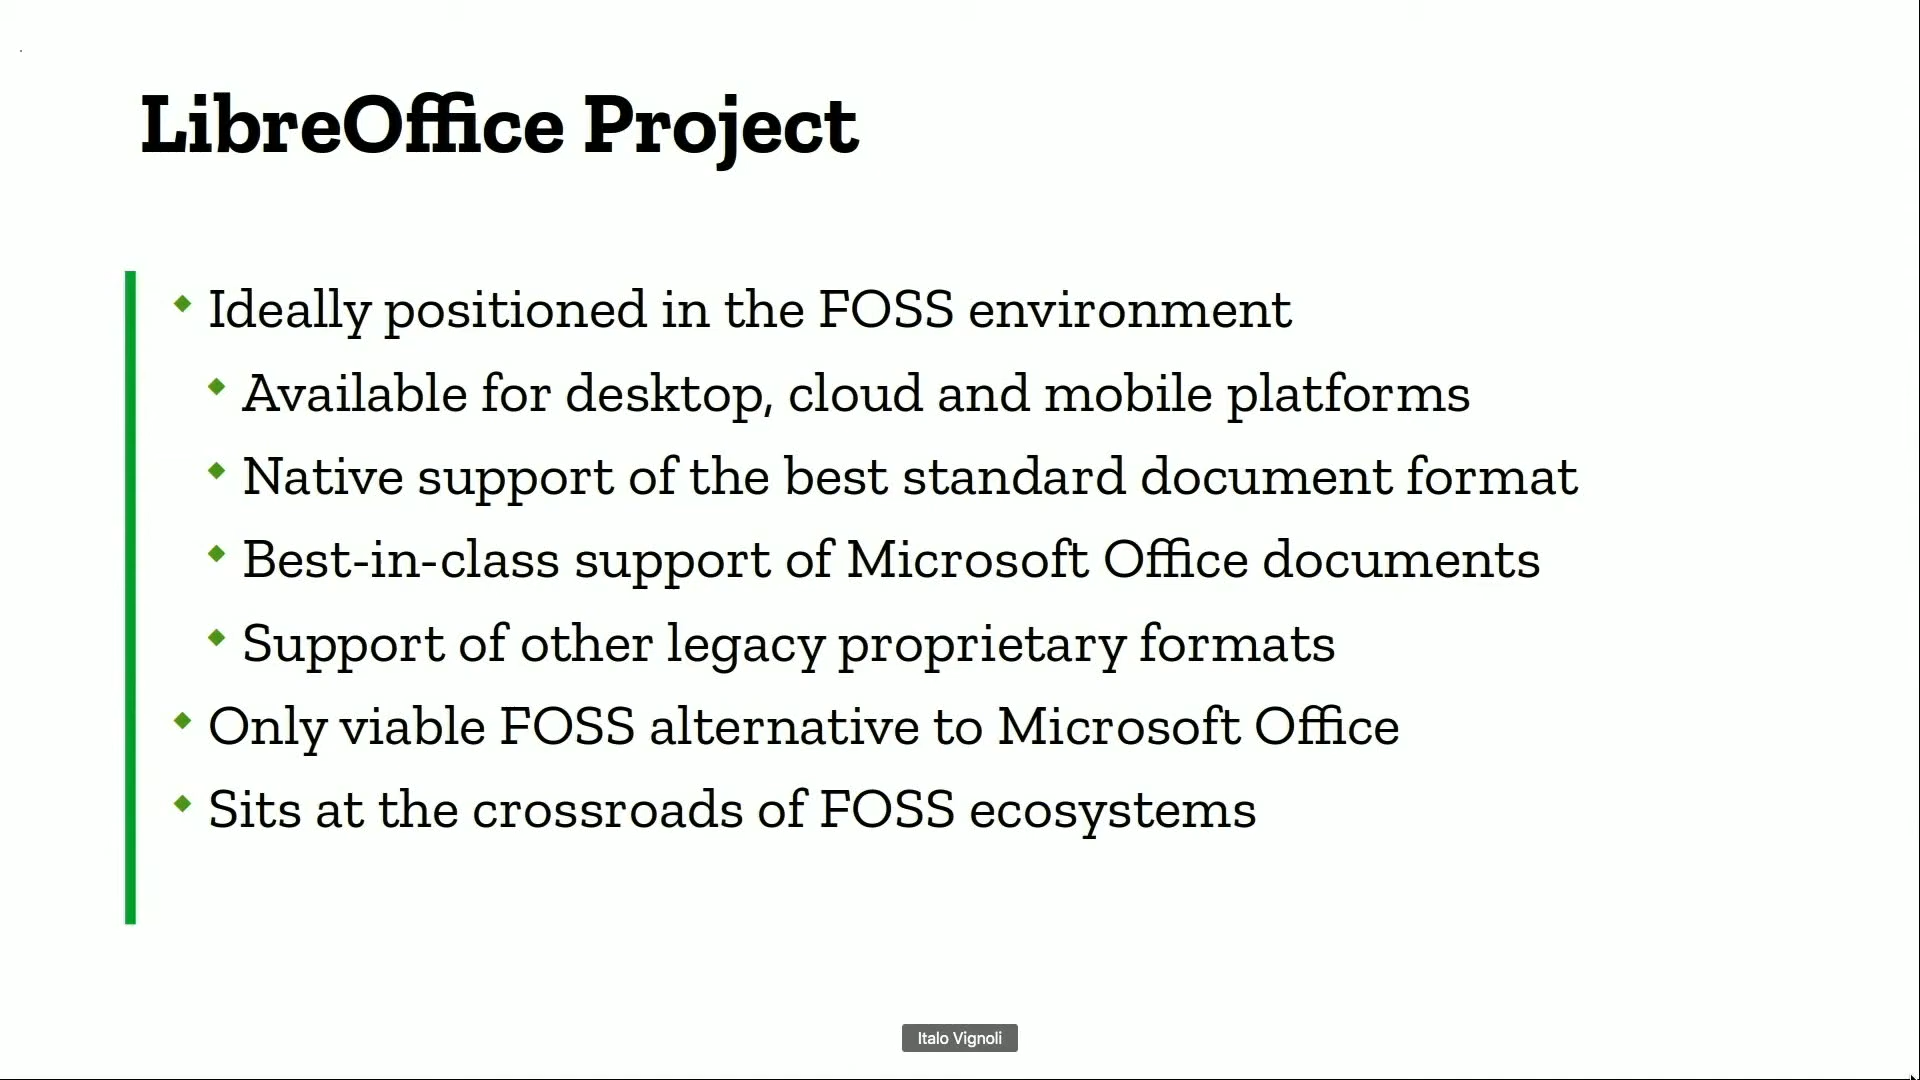 LibreOffice Project
Ideally positioned in the FOSS environment
Available for desktop, cloud and mobile platforms
Native support of the best standard document format
Best-in-class support of Microsoft Office documents
Support of other legacy proprietary formats
Only viable FOSS alternative to Microsoft Office
Sits at the crossroads of FOSS ecosystems
Italo Vignoli